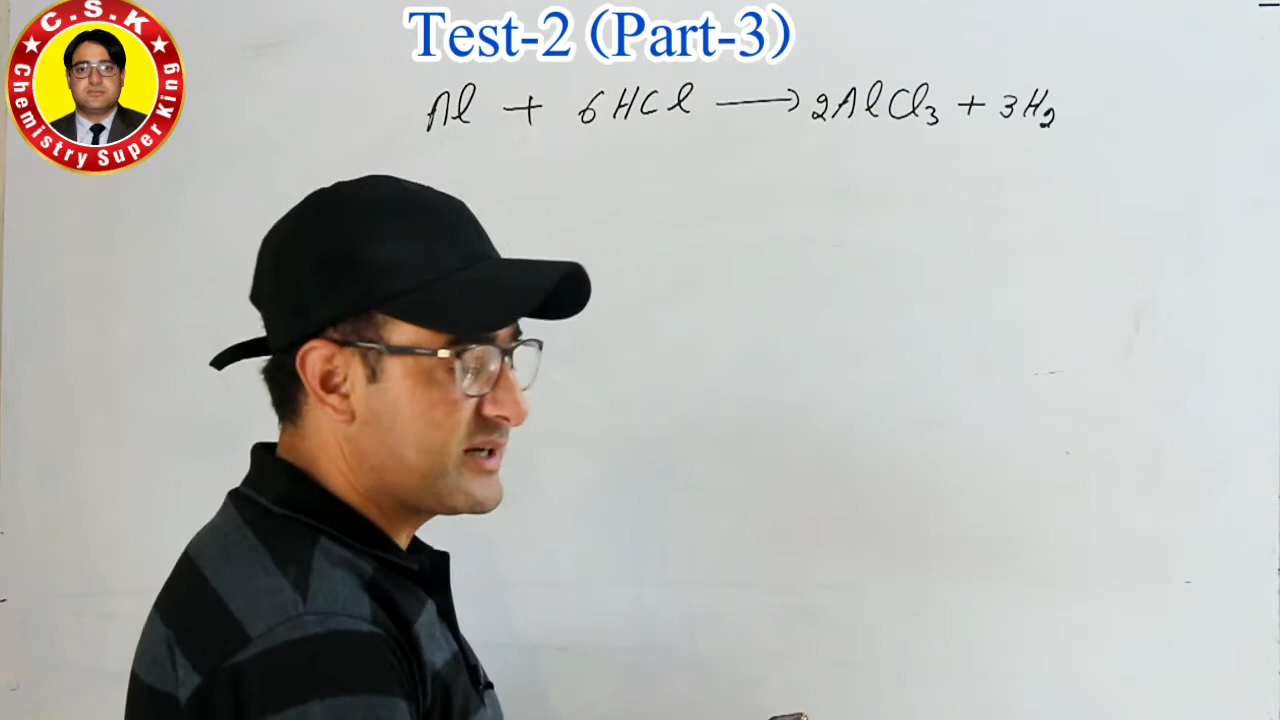 C.S.K
Chemistry Super King
Test-2 (Part-3)
Al + 6HCl ⟶ 2AlCl₃ + 3H₂